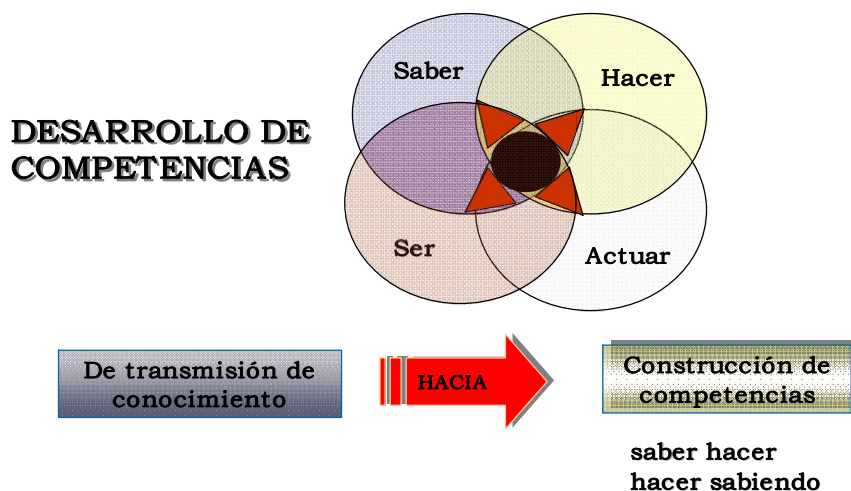 Saber
Hacer
DESARROLLO DE
COMPETENCIAS
Ser
Actuar
De transmisión de
conocimiento
HACIA
Construcción de
competencias
saber hacer
hacer sabiendo